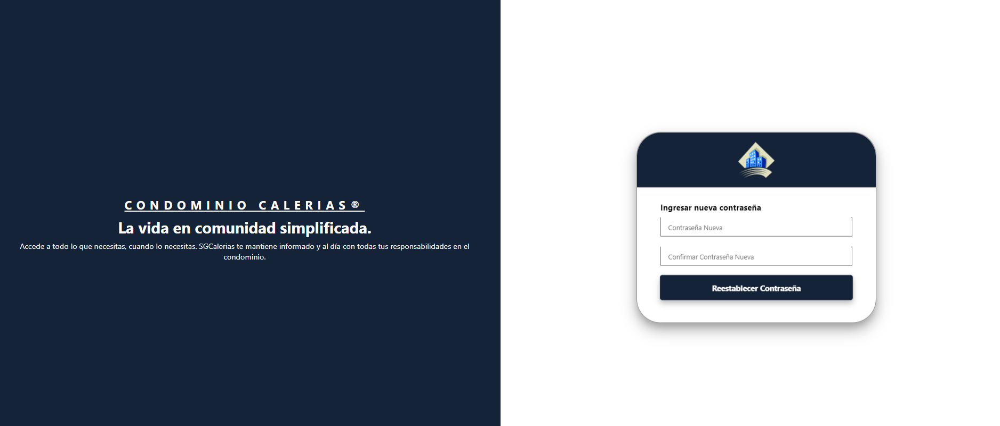 CONDOMINIO CALERIAS®
La vida en comunidad simplificada.
Accede a todo lo que necesitas, cuando lo necesitas. SGCalerias te mantiene informado y al día con todas tus responsabilidades en el
condominio.
Ingresar nueva contraseña
Contraseña Nueva
Confirmar Contraseña Nueva
Reestablecer Contraseña